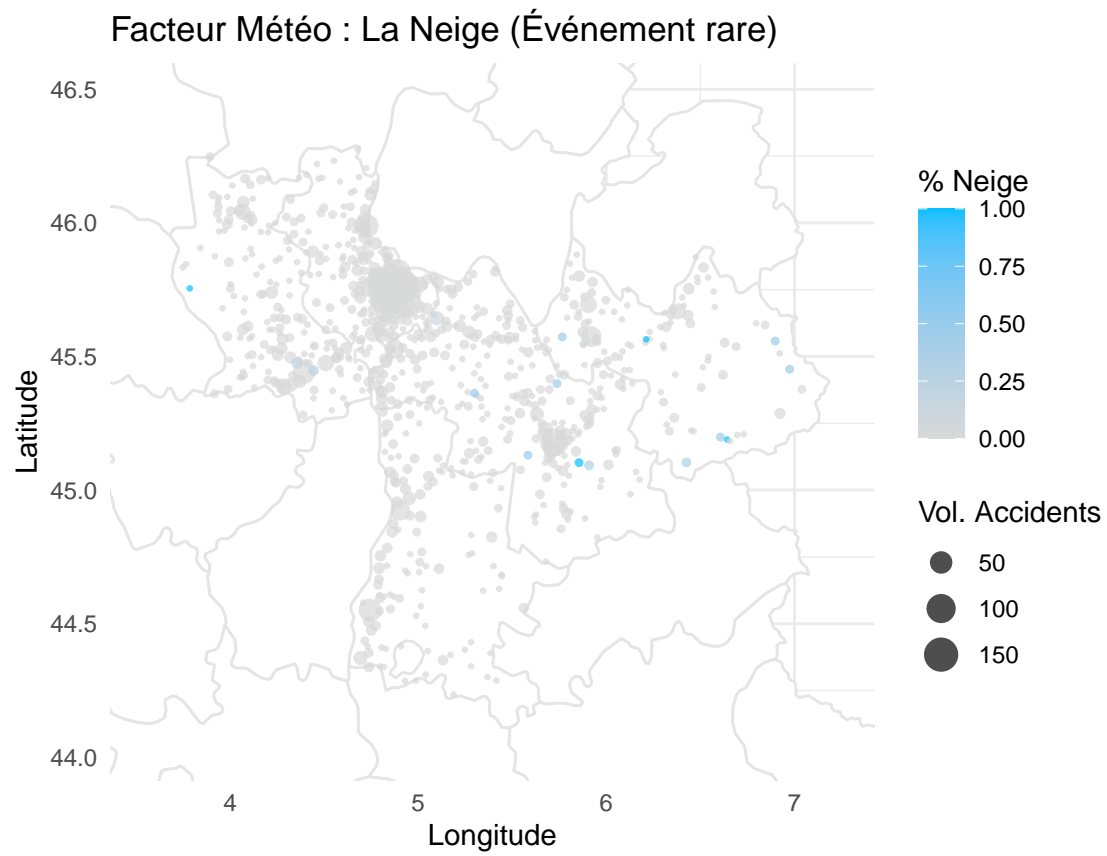 Facteur Météo : La Neige (Événement rare)
46.5
46.0
45.5
45.0
44.5
44.0
Latitude
4 5 6 7
Longitude
% Neige
1.00
0.75
0.50
0.25
0.00
Vol. Accidents
50
100
150